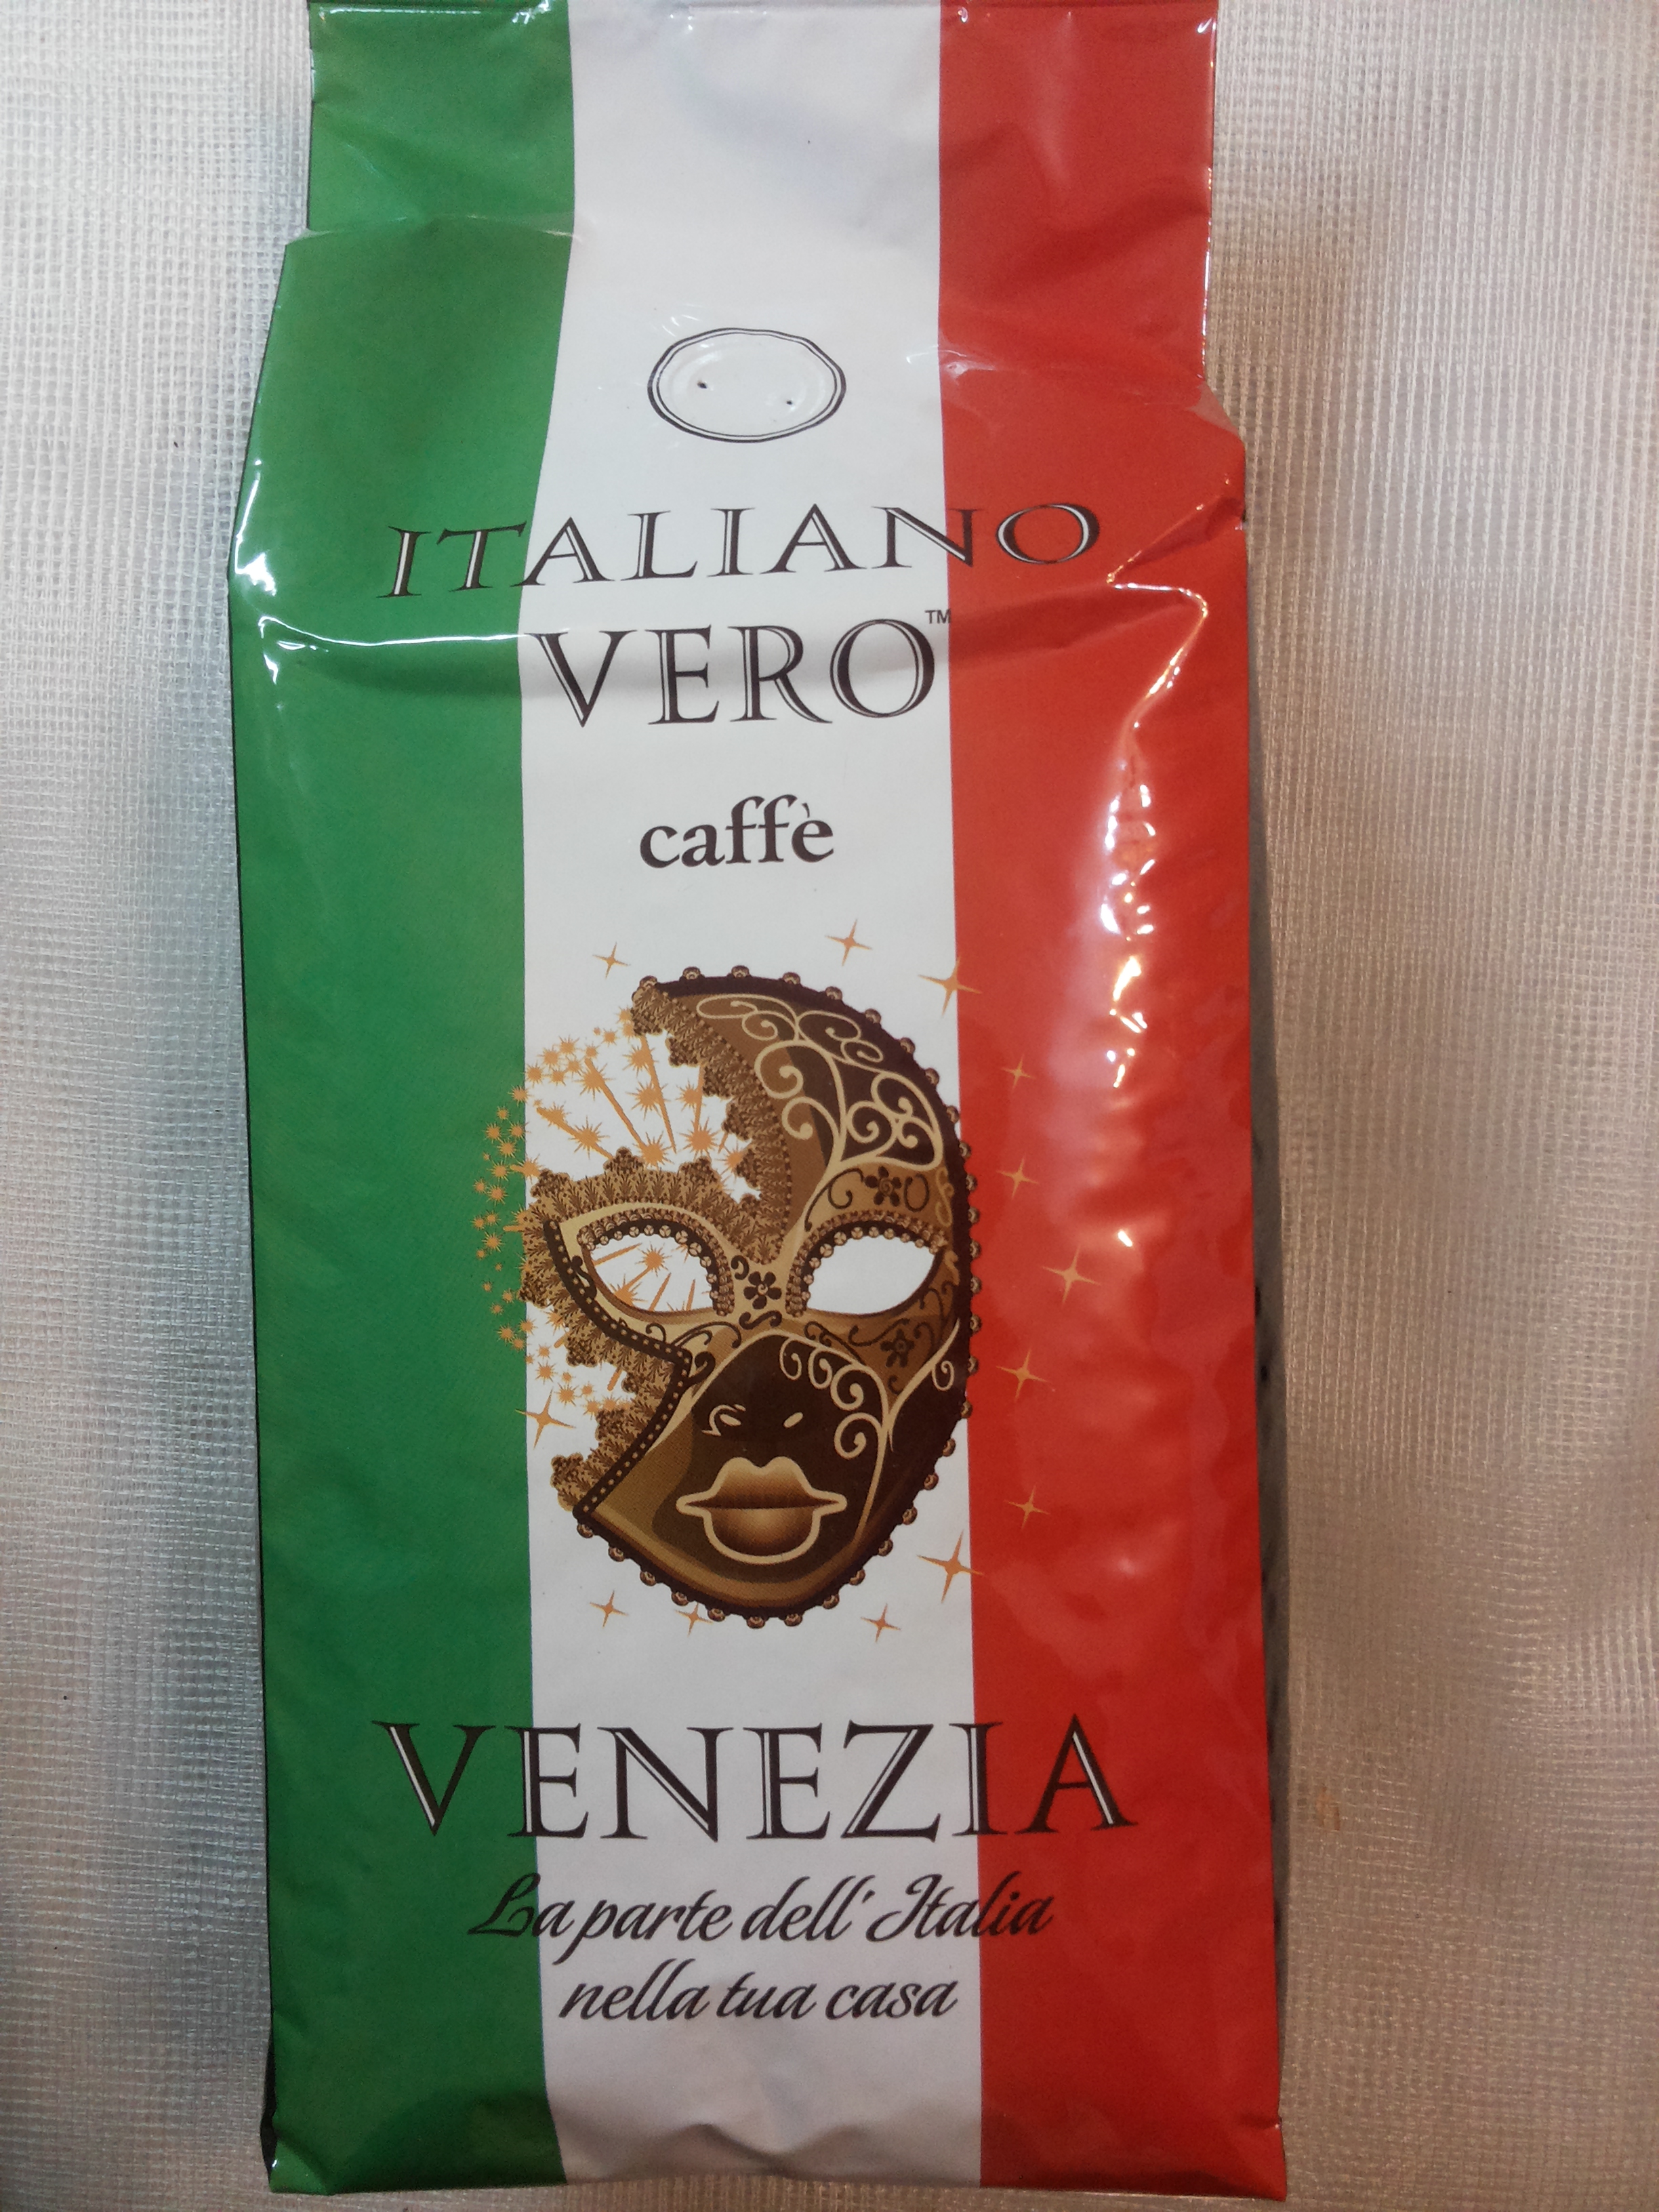 ITALIANO
VERO™
caffè
VENEZIA
La parte dell' Italia
nella tua casa